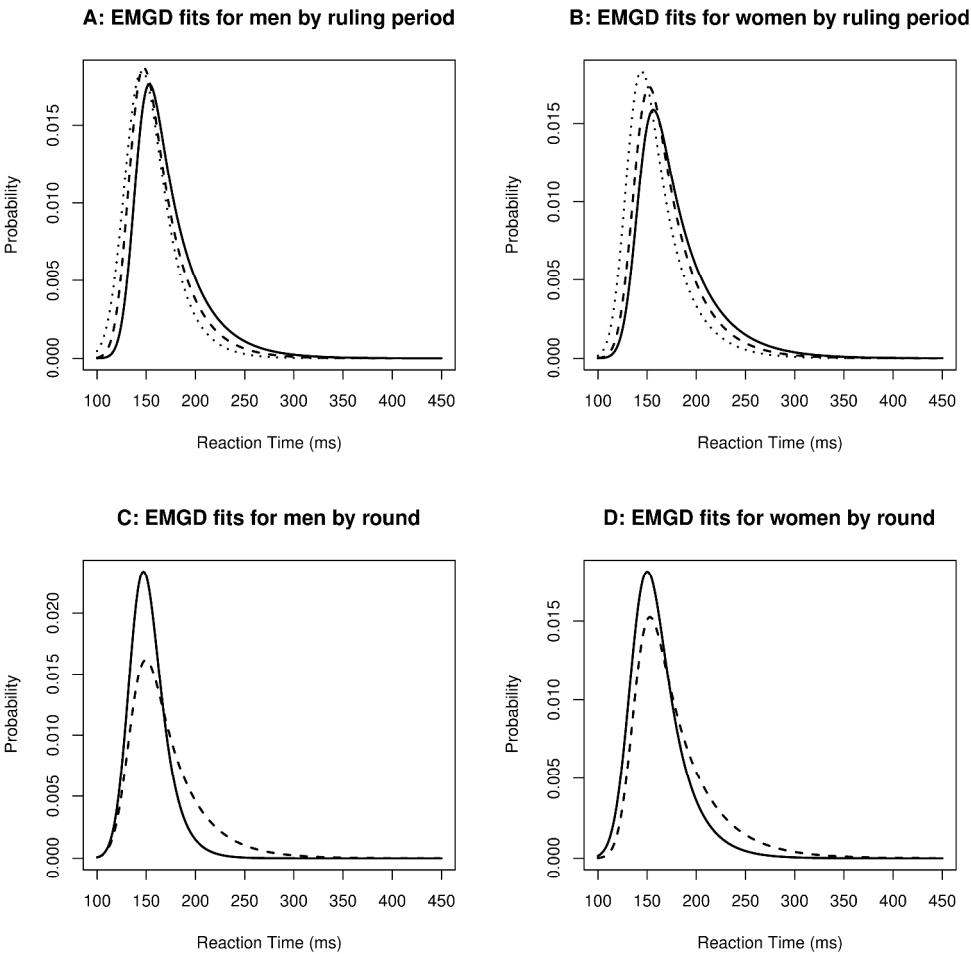 A: EMGD fits for men by ruling period
Probability
0.015
0.010
0.005
0.000
100 150 200 250 300 350 400 450
Reaction Time (ms)
B: EMGD fits for women by ruling period
Probability
0.015
0.010
0.005
0.000
100 150 200 250 300 350 400 450
Reaction Time (ms)
C: EMGD fits for men by round
Probability
0.020
0.015
0.010
0.005
0.000
100 150 200 250 300 350 400 450
Reaction Time (ms)
D: EMGD fits for women by round
Probability
0.015
0.010
0.005
0.000
100 150 200 250 300 350 400 450
Reaction Time (ms)